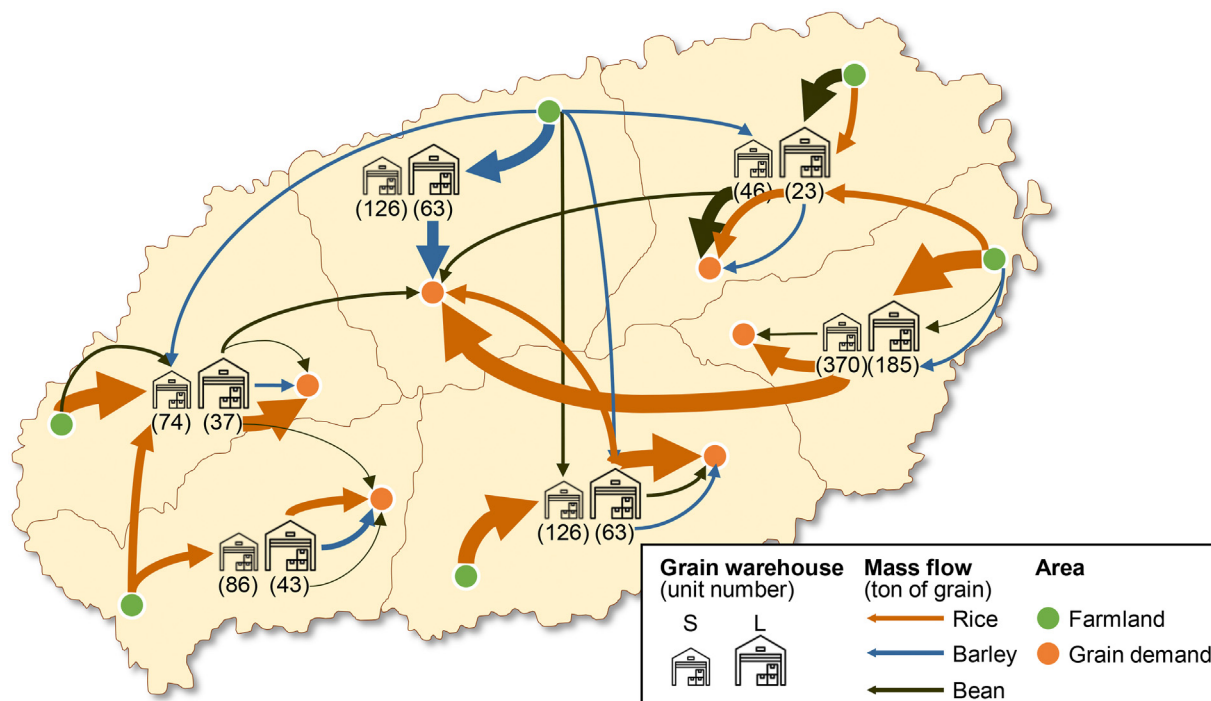 (46) (23)
(126) (63)
(370) (185)
(74) (37)
(126) (63)
(86) (43)
Grain warehouse
(unit number)
S L
Mass flow
(ton of grain)
Rice
Barley
Bean
Area
Farmland
Grain demand